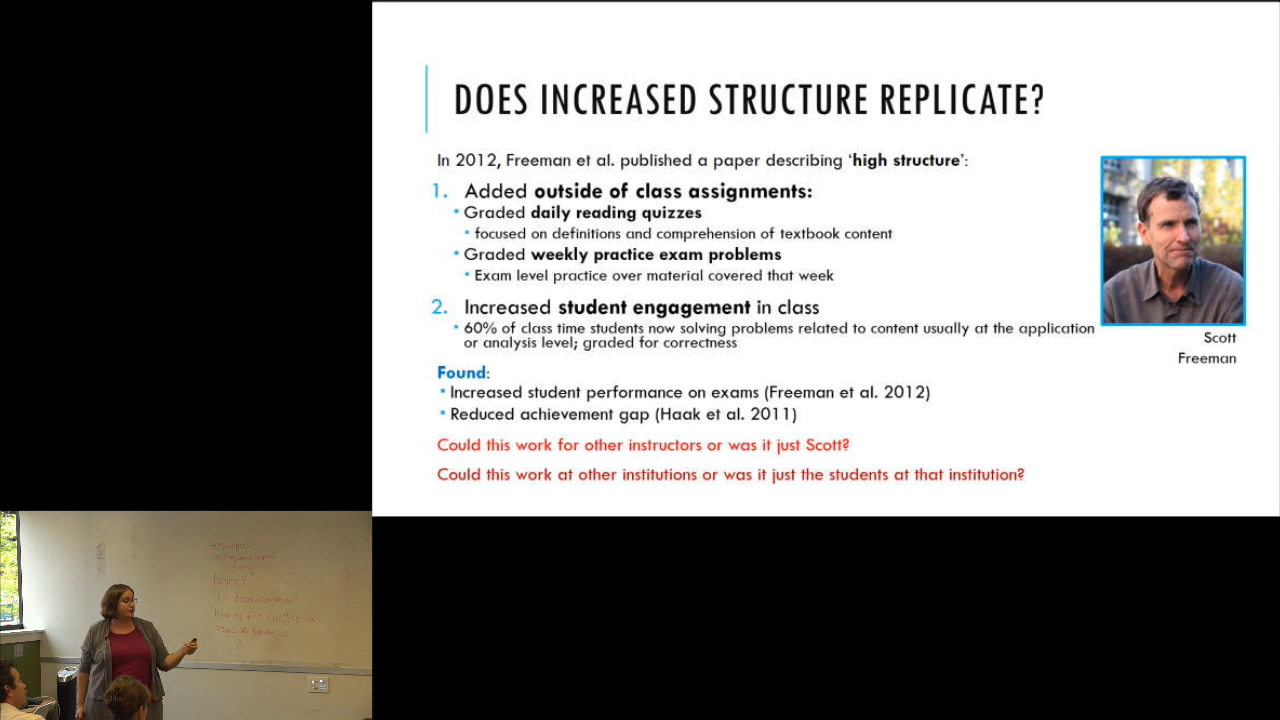 DOES INCREASED STRUCTURE REPLICATE?
In 2012, Freeman et al. published a paper describing ‘high structure’:
1. Added outside of class assignments:
▪ Graded daily reading quizzes
▪ focused on definitions and comprehension of textbook content
▪ Graded weekly practice exam problems
▪ Exam level practice over material covered that week
2. Increased student engagement in class
▪ 60% of class time students now solving problems related to content usually at the application
or analysis level; graded for correctness
Scott
Freeman
Found:
▪ Increased student performance on exams (Freeman et al. 2012)
▪ Reduced achievement gap (Haak et al. 2011)
Could this work for other instructors or was it just Scott?
Could this work at other institutions or was it just the students at that institution?